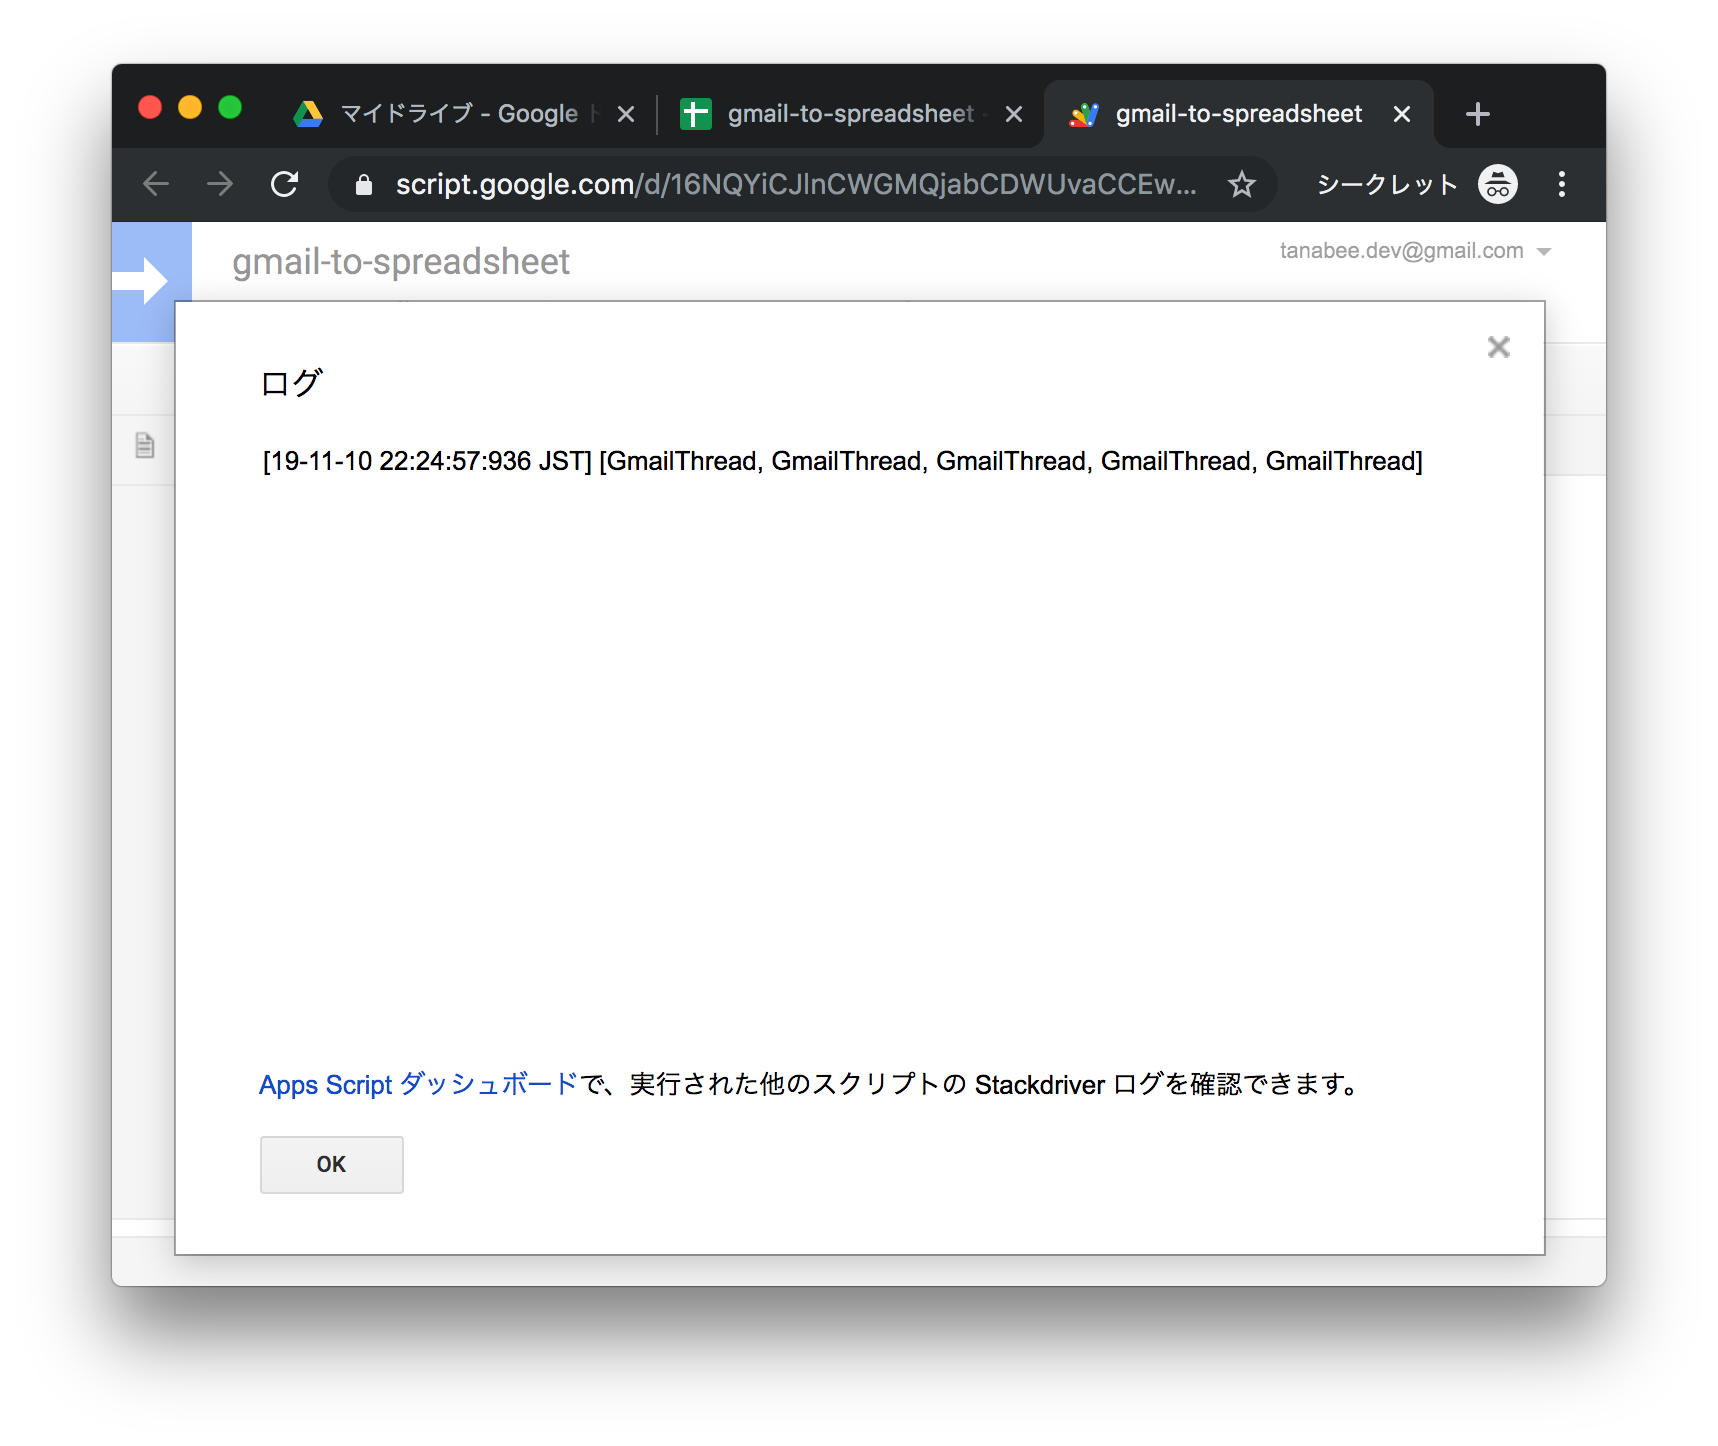 マイドライブ - Google ド
gmail-to-spreadsheet -
gmail-to-spreadsheet
script.google.com/d/16NQYiCJlnCWGMQjabCDWUvaCCEw...
シークレット
gmail-to-spreadsheet
tanabee.dev@gmail.com
ログ
[19-11-10 22:24:57:936 JST] [GmailThread, GmailThread, GmailThread, GmailThread, GmailThread]
Apps Script ダッシュボードで、実行された他のスクリプトの Stackdriver ログを確認できます。
OK